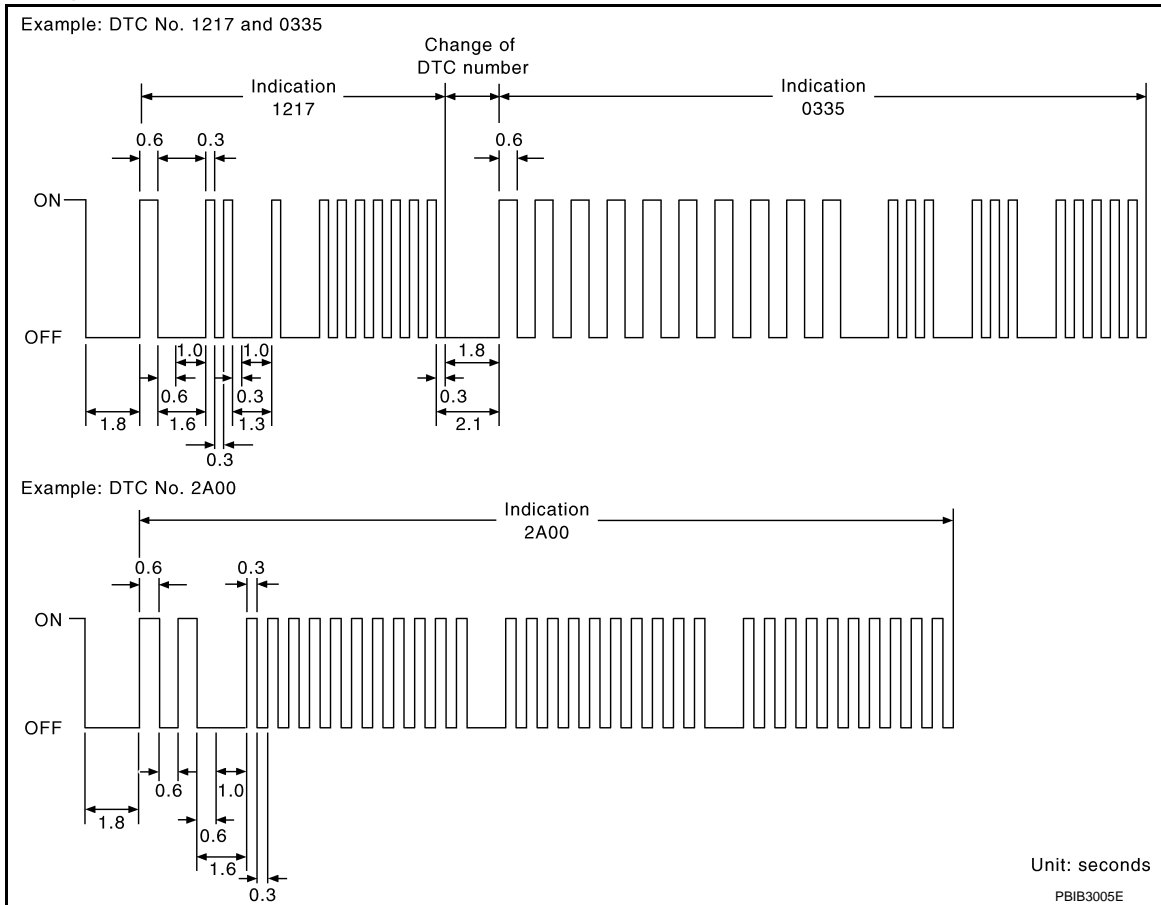 Example: DTC No. 1217 and 0335
Change of
DTC number
Indication
1217
Indication
0335
0.6
0.3
0.6
ON
OFF
1.0
1.0
1.8
0.6
0.3
0.3
1.8
1.6
1.3
2.1
0.3
Example: DTC No. 2A00
Indication
2A00
0.6
0.3
ON
OFF
0.6
1.0
1.8
0.6
1.6
0.3
Unit: seconds
PBIB3005E